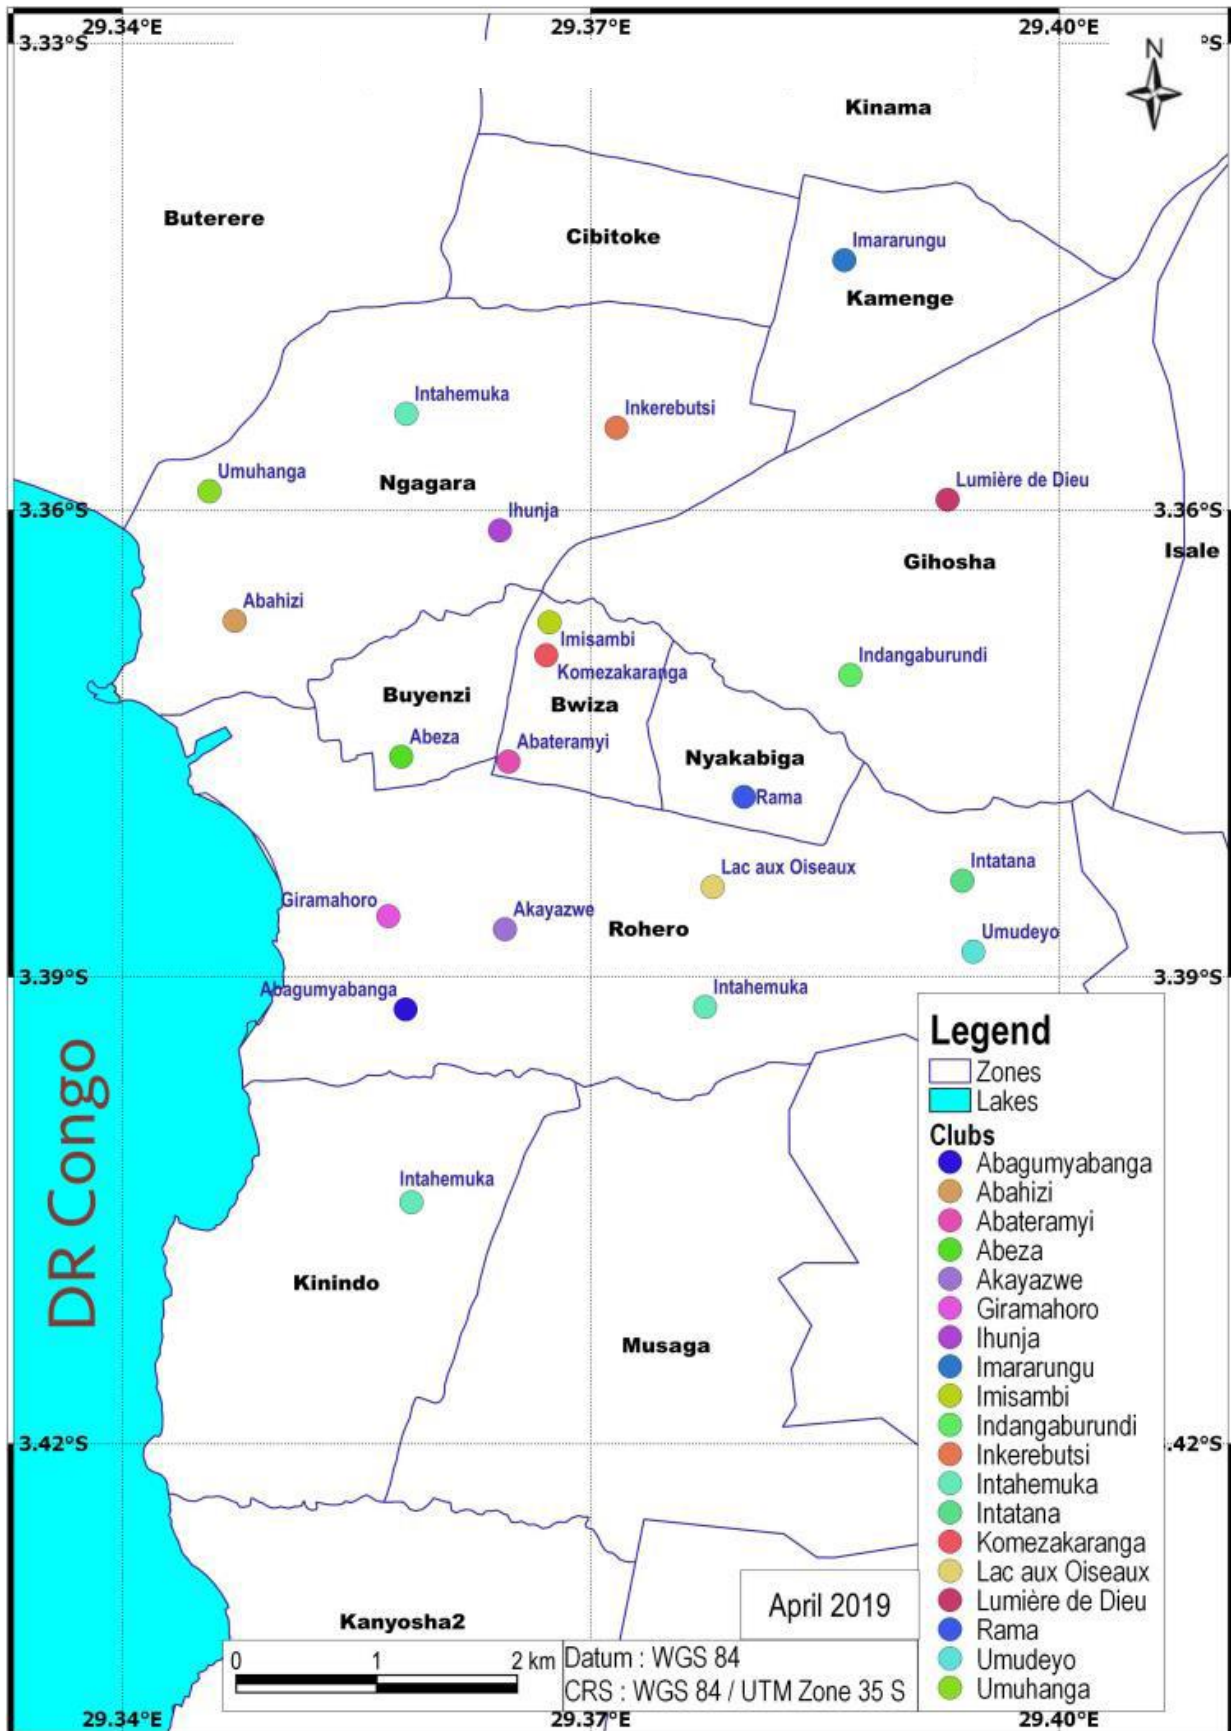 29.34°E 29.37°E 29.40°E
3.33°S °S
N
Kinama
Buterere
Cibitoke
Imararungu
Kamenge
Intahemuka
Inkerebutsi
Umuhanga
Ngagara
Lumière de Dieu
Ihunja
3.36°S 3.36°S
Isale
Gihosha
Abahizi
Imisambi
Komezakaranga
Indangaburundi
Buyenzi
Bwiza
Abeza
Abateramyi
Nyakabiga
Rama
Lac aux Oiseaux
Intatana
Giramahoro
Akayazwe
Rohero
Umudeyo
3.39°S 3.39°S
Abagumyabanga
Intahemuka
DR Congo
Intahemuka
Kinindo
Musaga
3.42°S .42°S
Kanyosha2
Legend
Zones
Lakes
Clubs
Abagumyabanga
Abahizi
Abateramyi
Abeza
Akayazwe
Giramahoro
Ihunja
Imararungu
Imisambi
Indangaburundi
Inkerebutsi
Intahemuka
Intatana
Komezakaranga
Lac aux Oiseaux
Lumière de Dieu
Rama
Umudeyo
Umuhanga
April 2019
0 1 2 km
Datum : WGS 84
CRS : WGS 84 / UTM Zone 35 S
29.34°E 29.37°E 29.40°E